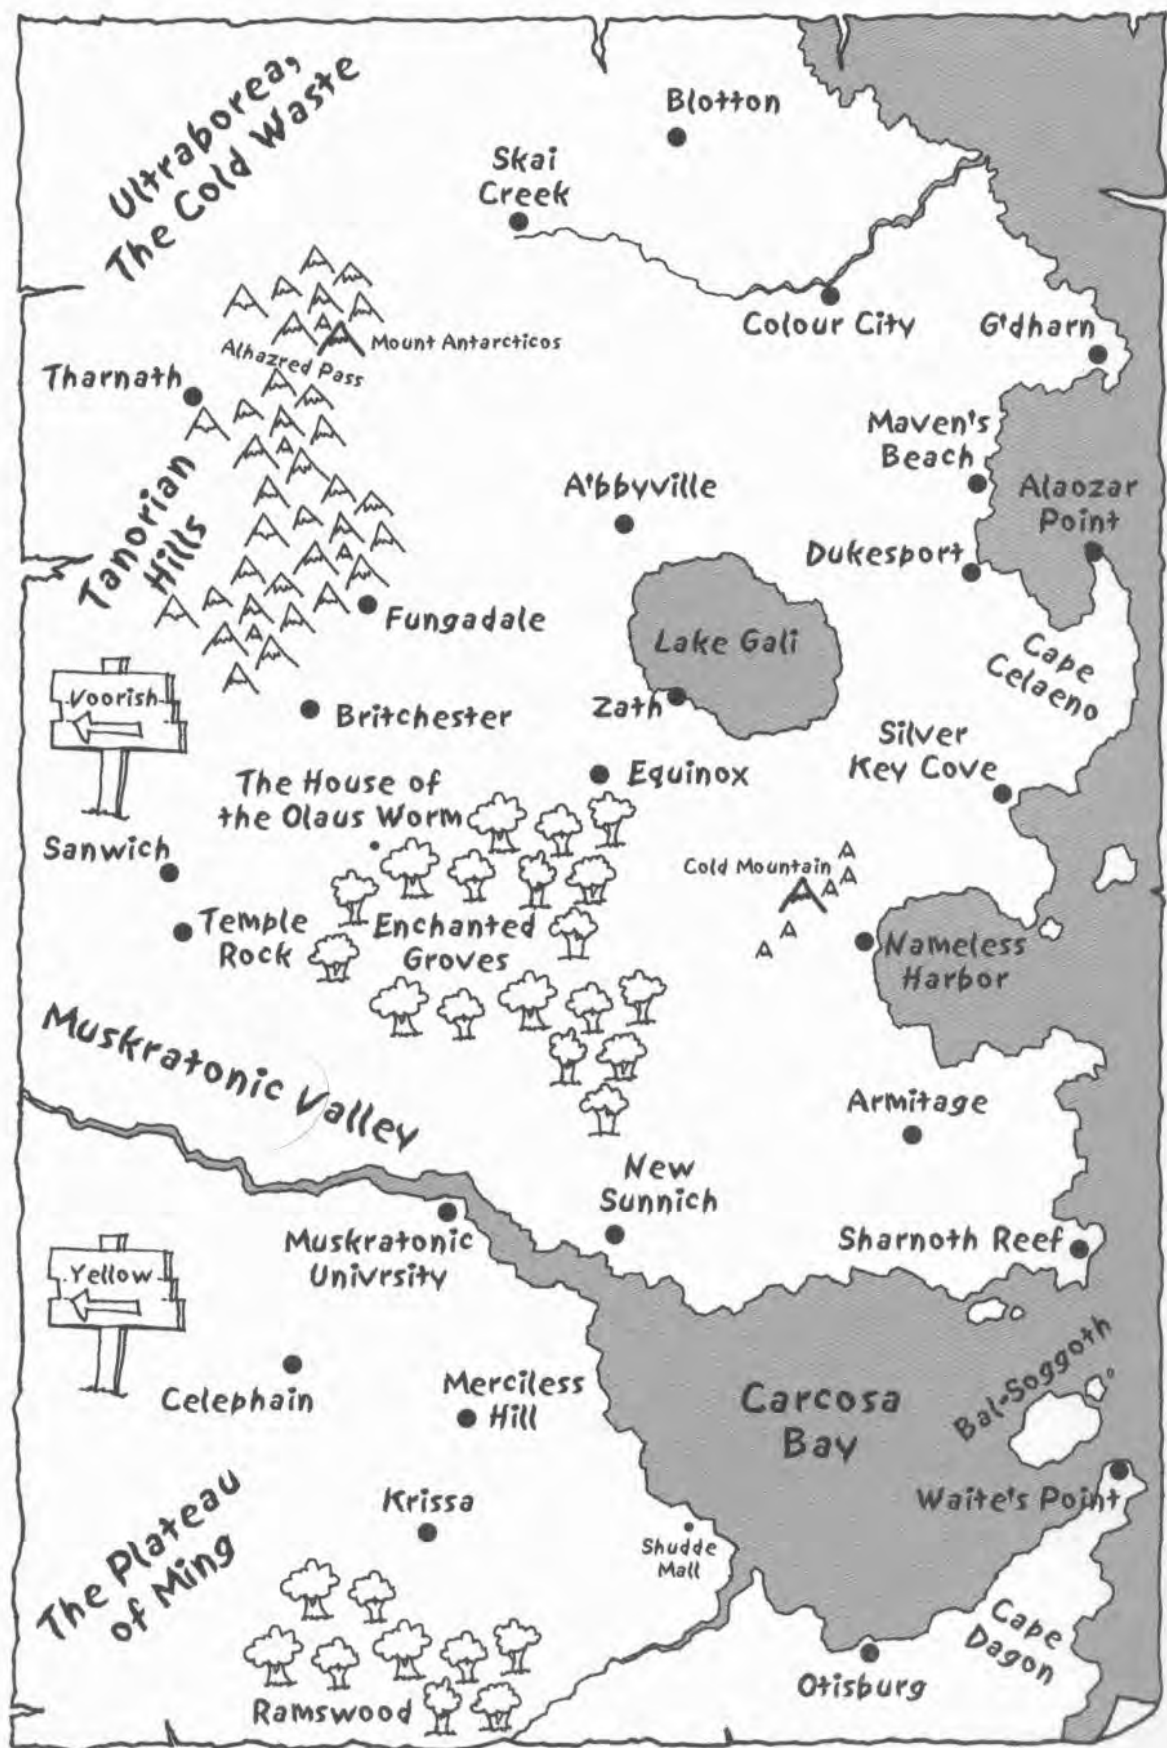 Ultraborea,
The Cold Waste
Blotton
Skai
Creek
Colour City
G'dharn
Mount Antarcticos
Alhazred Pass
Tharnath
Maven's
Beach
Alaozar
Point
A'bbyville
Tanorian
Hills
Dukesport
Fungadale
Lake Gali
Cape
Celaeno
Voorish
Zath
Britchester
Silver
Key Cove
Equinox
The House of
the Olaus Worm
Sanwich
Cold Mountain
Temple
Rock
Enchanted
Groves
Nameless
Harbor
Muskratonic Valley
Armitage
New
Sunnich
Muskratonic
Univrsity
Sharnoth Reef
Yellow
Celephain
Merciless
Hill
Carcosa
Bay
Bal-Soggoth
Waite's Point
Krissa
The Plateau
of Ming
Shudde
Mall
Cape
Dagon
Otisburg
Ramswood